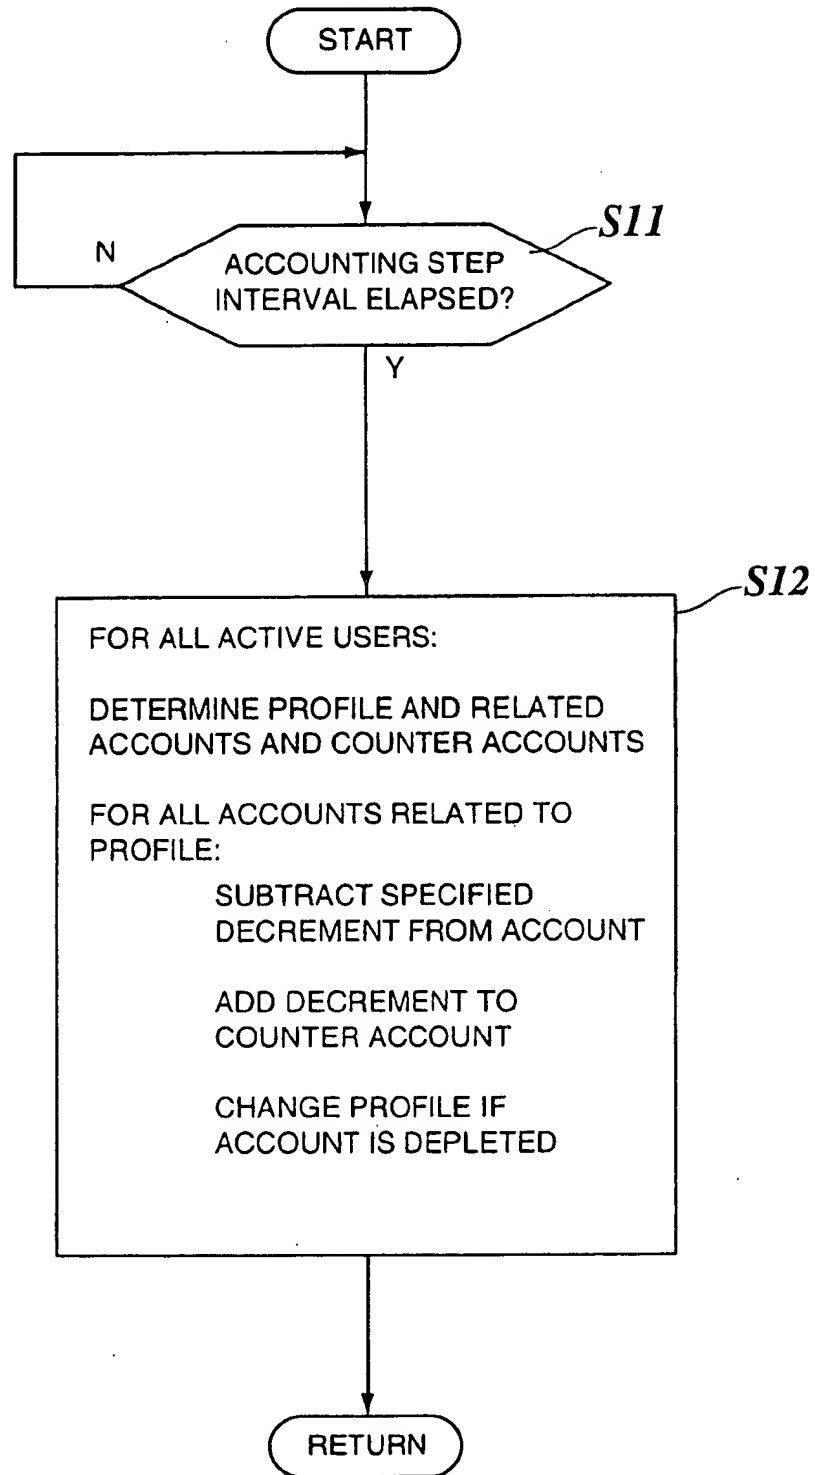 START
S11
N
ACCOUNTING STEP
INTERVAL ELAPSED?
Y
S12
FOR ALL ACTIVE USERS:
DETERMINE PROFILE AND RELATED
ACCOUNTS AND COUNTER ACCOUNTS
FOR ALL ACCOUNTS RELATED TO
PROFILE:
SUBTRACT SPECIFIED
DECREMENT FROM ACCOUNT
ADD DECREMENT TO
COUNTER ACCOUNT
CHANGE PROFILE IF
ACCOUNT IS DEPLETED
RETURN